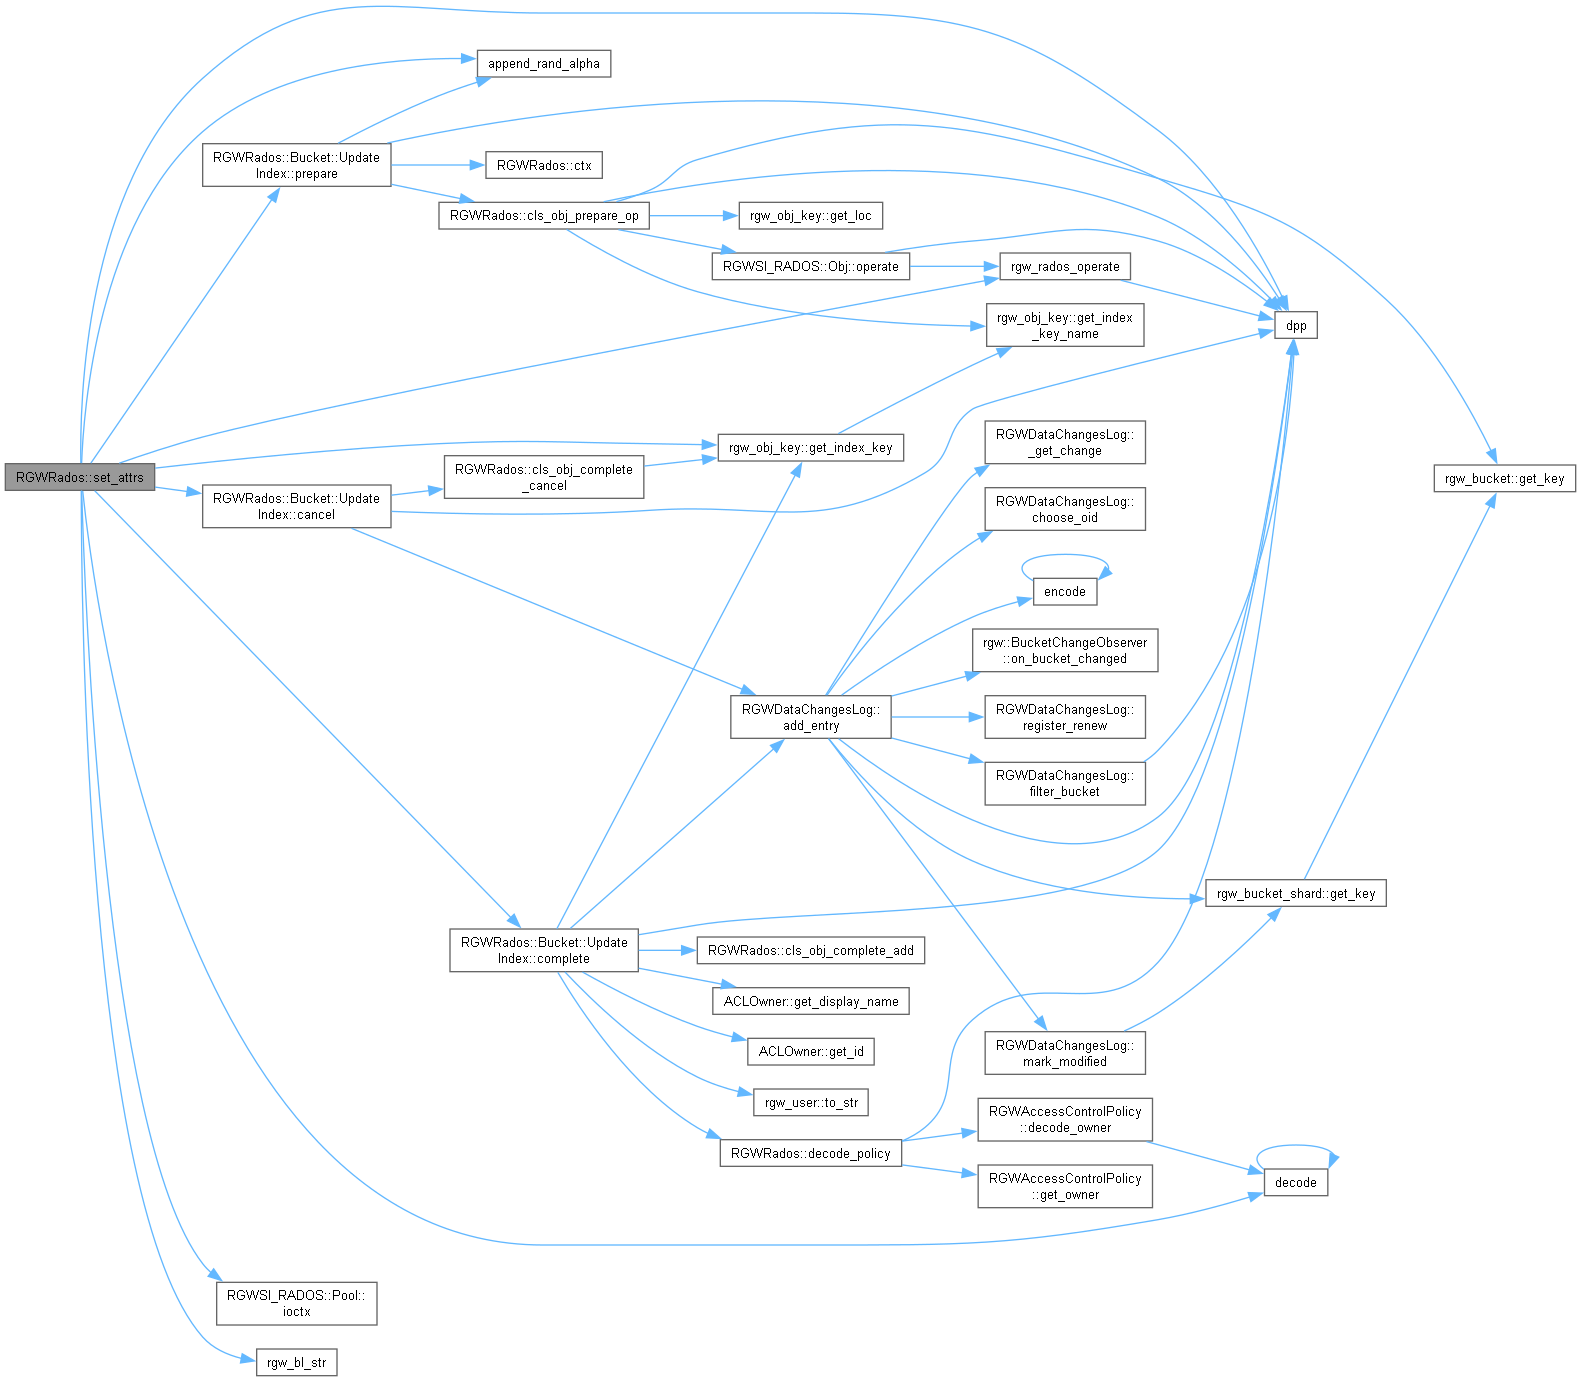 append_rand_alpha
RGWRados::Bucket::Update
Index::prepare
RGWRados::ctx
RGWRados::cls_obj_prepare_op
rgw_obj_key::get_loc
RGWSI_RADOS::Obj::operate
rgw_rados_operate
rgw_obj_key::get_index
_key_name
dpp
rgw_obj_key::get_index_key
RGWDataChangesLog::
_get_change
RGWRados::set_attrs
RGWRados::cls_obj_complete
_cancel
rgw_bucket::get_key
RGWRados::Bucket::Update
Index::cancel
RGWDataChangesLog::
choose_oid
encode
rgw::BucketChangeObserver
::on_bucket_changed
RGWDataChangesLog::
add_entry
RGWDataChangesLog::
register_renew
RGWDataChangesLog::
filter_bucket
rgw_bucket_shard::get_key
RGWRados::Bucket::Update
Index::complete
RGWRados::cls_obj_complete_add
ACLOwner::get_display_name
ACLOwner::get_id
RGWDataChangesLog::
mark_modified
rgw_user::to_str
RGWAccessControlPolicy
::decode_owner
RGWRados::decode_policy
RGWAccessControlPolicy
::get_owner
decode
RGWSI_RADOS::Pool::
ioctx
rgw_bl_str